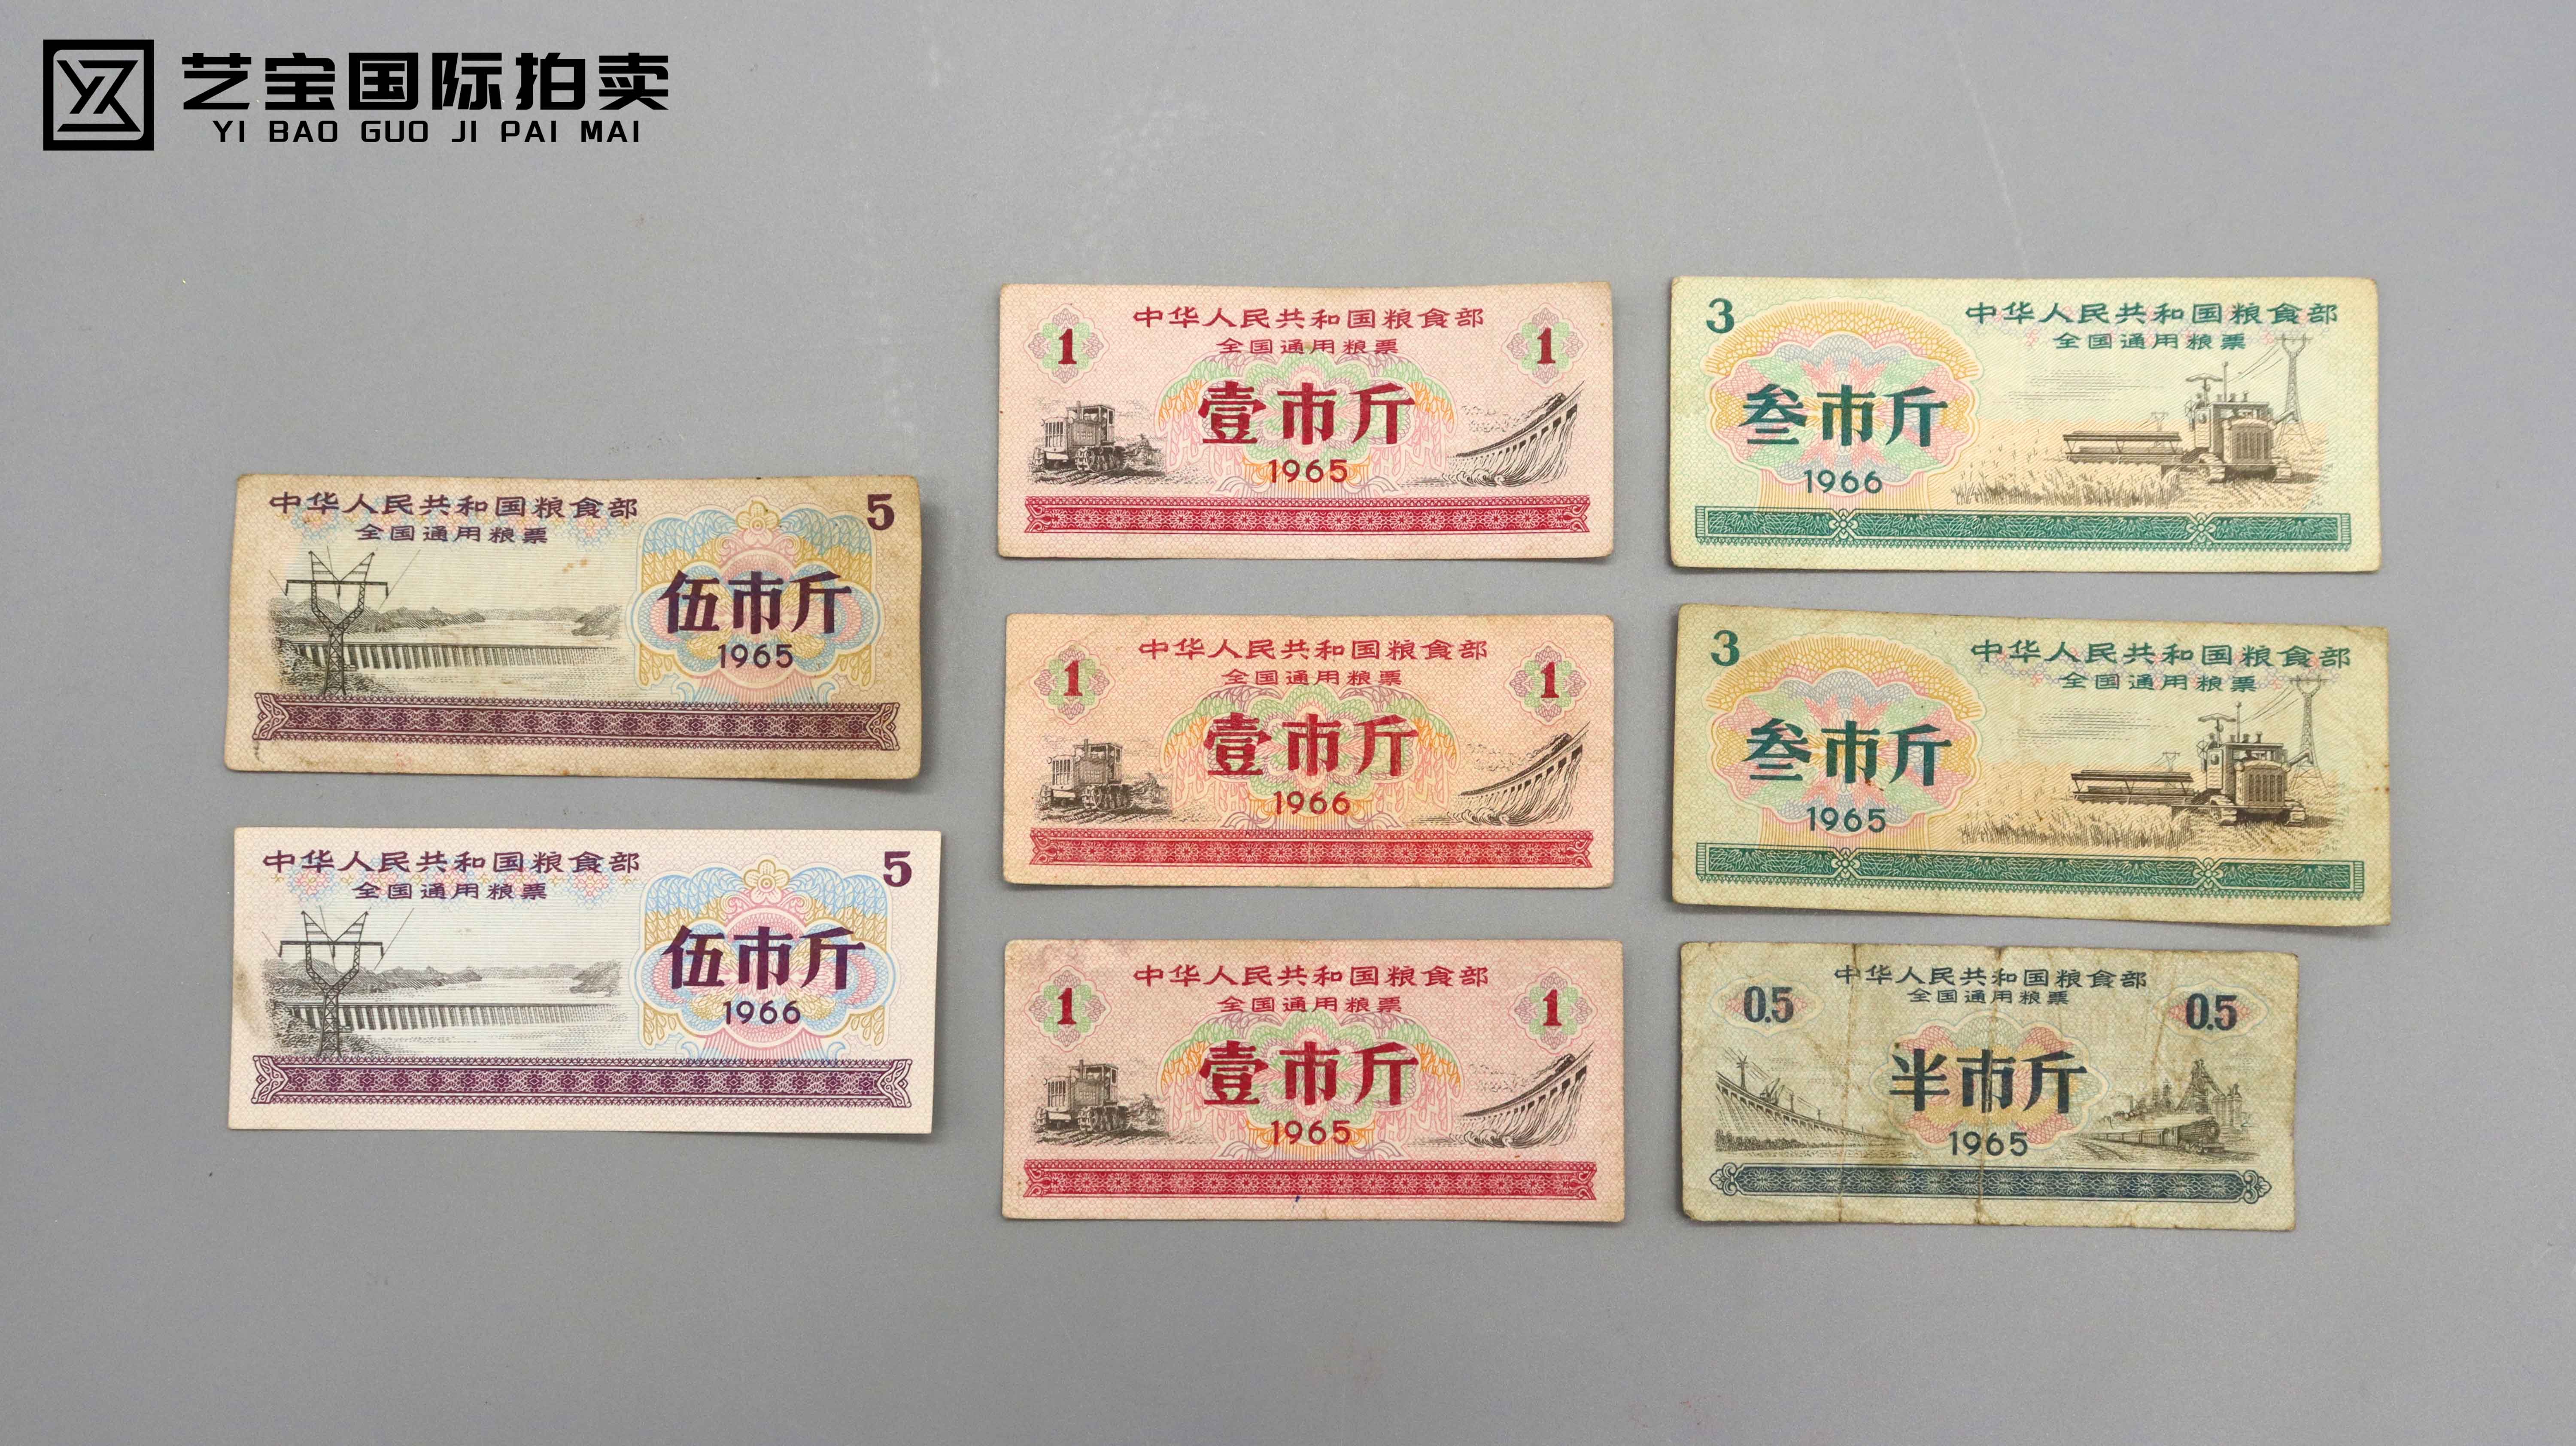 艺宝国际拍卖
YI BAO GUO JI PAI MAI
中华人民共和国粮食部
5
全国通用粮票
伍市斤
1965
中华人民共和国粮食部
5
全国通用粮票
伍市斤
1966
中华人民共和国粮食部
1 1
全国通用粮票
壹市斤
1965
中华人民共和国粮食部
1 1
全国通用粮票
壹市斤
1966
中华人民共和国粮食部
1 1
全国通用粮票
壹市斤
1965
3
中华人民共和国粮食部
全国通用粮票
叁市斤
1966
3
中华人民共和国粮食部
全国通用粮票
叁市斤
1965
中华人民共和国粮食部
0.5 0.5
全国通用粮票
半市斤
1965